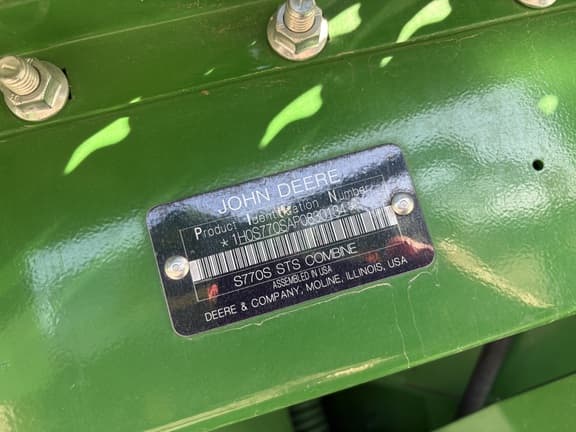 JOHN DEERE
Product Identification Number
S770S STS COMBINE
ASSEMBLED IN USA
DEERE & COMPANY, MOLINE, ILLINOIS, USA